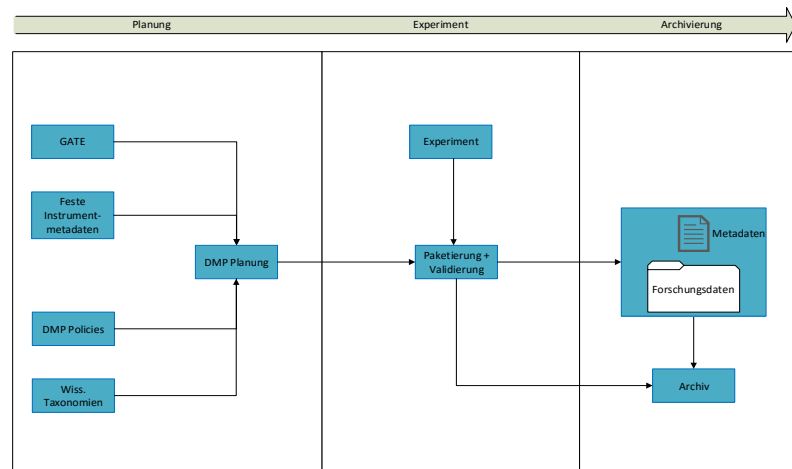 Planung
Experiment
Archivierung
GATE
Feste
Instrument-
metadaten
DMP Planung
DMP Policies
Wiss.
Taxonomien
Experiment
Paketierung +
Validierung
Metadaten
Forschungsdaten
Archiv